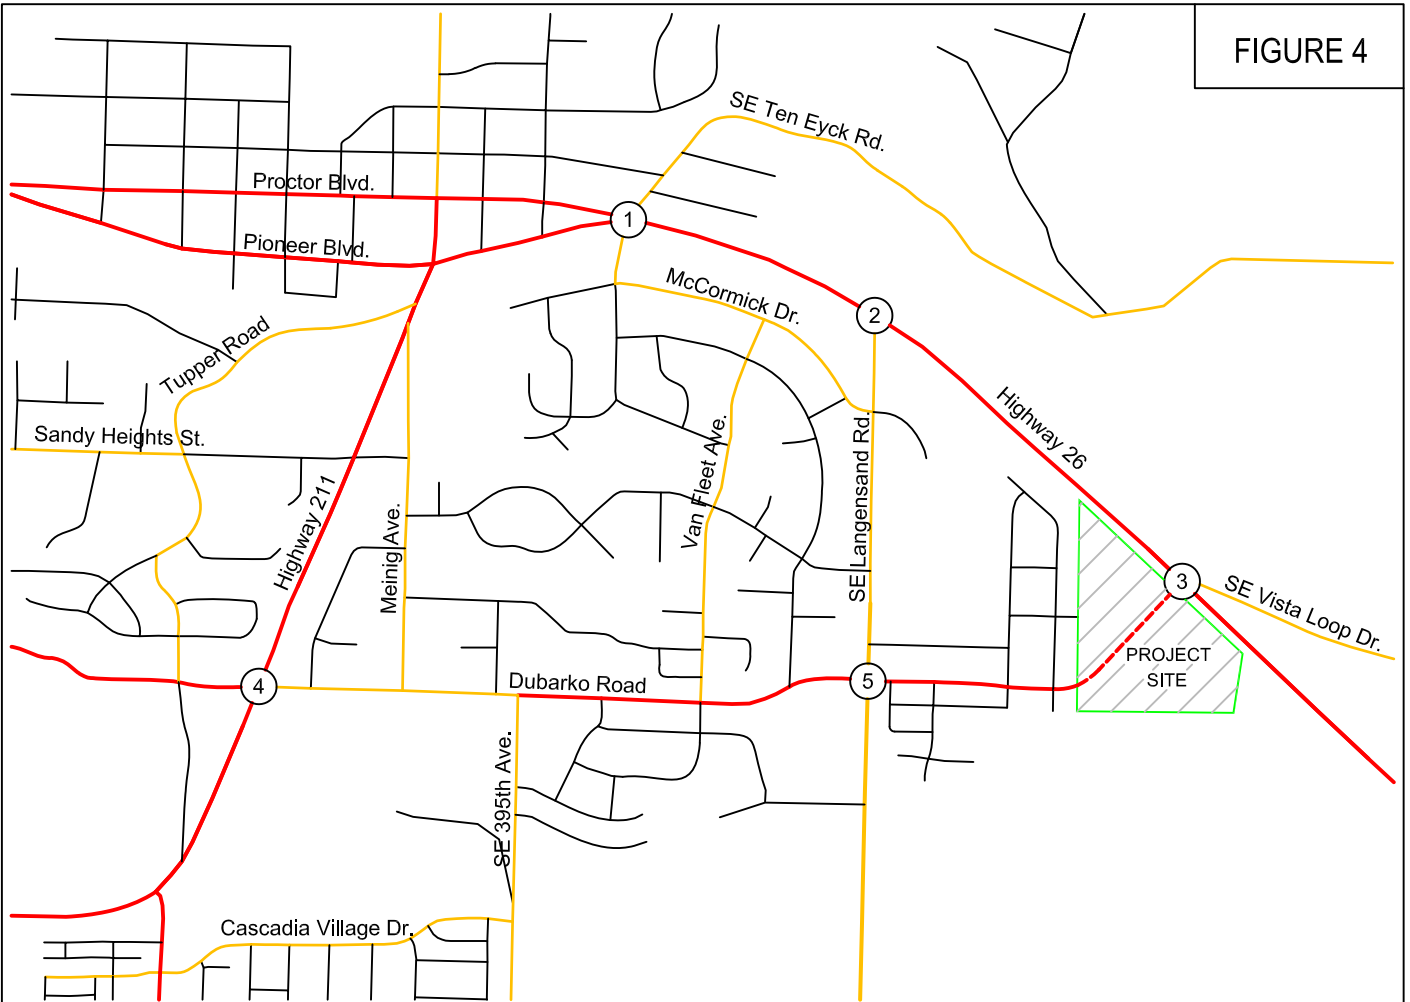 FIGURE 4
SE Ten Eyck Rd.
Proctor Blvd.
1
Pioneer Blvd.
McCormick Dr.
2
Tupper Road
Highway 26
Sandy Heights St.
Van Fleet Ave.
SE Langensand Rd.
Highway 211
Meinig Ave.
3
SE Vista Loop Dr.
PROJECT
SITE
4
Dubarko Road
5
SE 395th Ave.
Cascadia Village Dr.